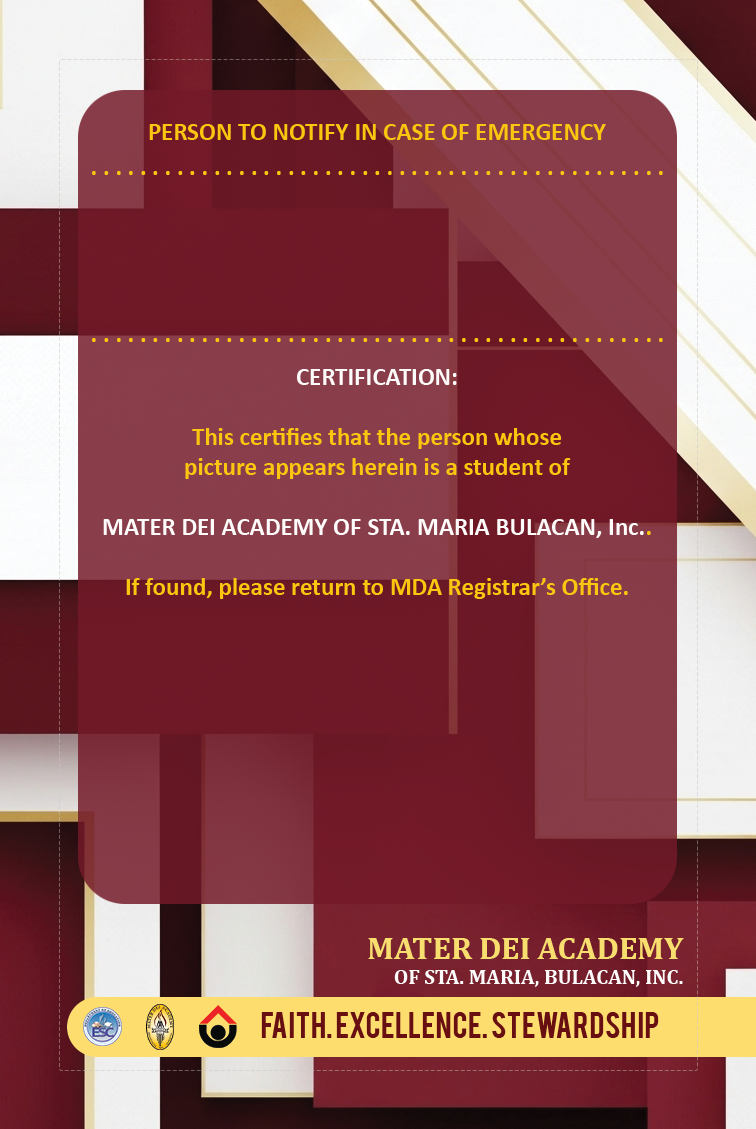 PERSON TO NOTIFY IN CASE OF EMERGENCY
CERTIFICATION:
This certifies that the person whose
picture appears herein is a student of
MATER DEI ACADEMY OF STA. MARIA BULACAN, Inc..
If found, please return to MDA Registrar’s Office.
MATER DEI ACADEMY
OF STA. MARIA, BULACAN, INC.
ESC
FAITH. EXCELLENCE. STEWARDSHIP